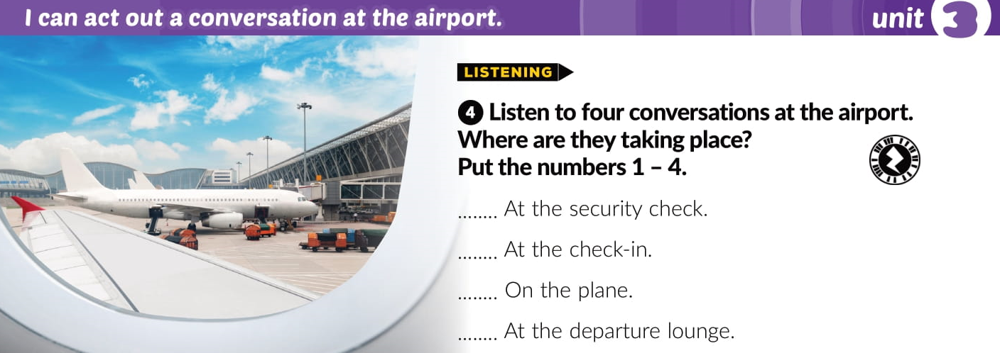 I can act out a conversation at the airport.
unit 3
LISTENING
4 Listen to four conversations at the airport.
Where are they taking place?
Put the numbers 1 – 4.
........ At the security check.
........ At the check-in.
........ On the plane.
........ At the departure lounge.